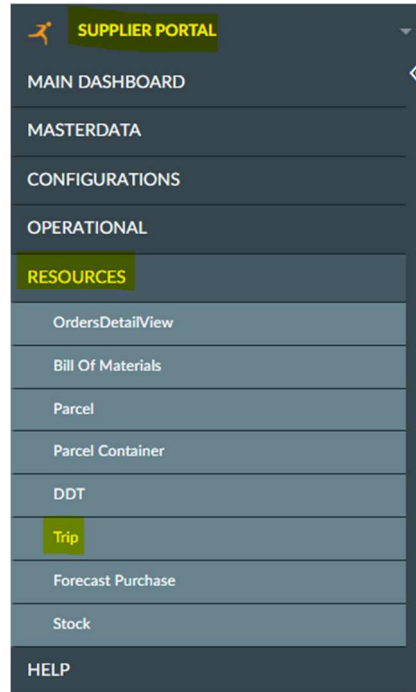 SUPPLIER PORTAL
MAIN DASHBOARD
MASTERDATA
CONFIGURATIONS
OPERATIONAL
RESOURCES
OrdersDetailView
Bill Of Materials
Parcel
Parcel Container
DDT
Trip
Forecast Purchase
Stock
HELP